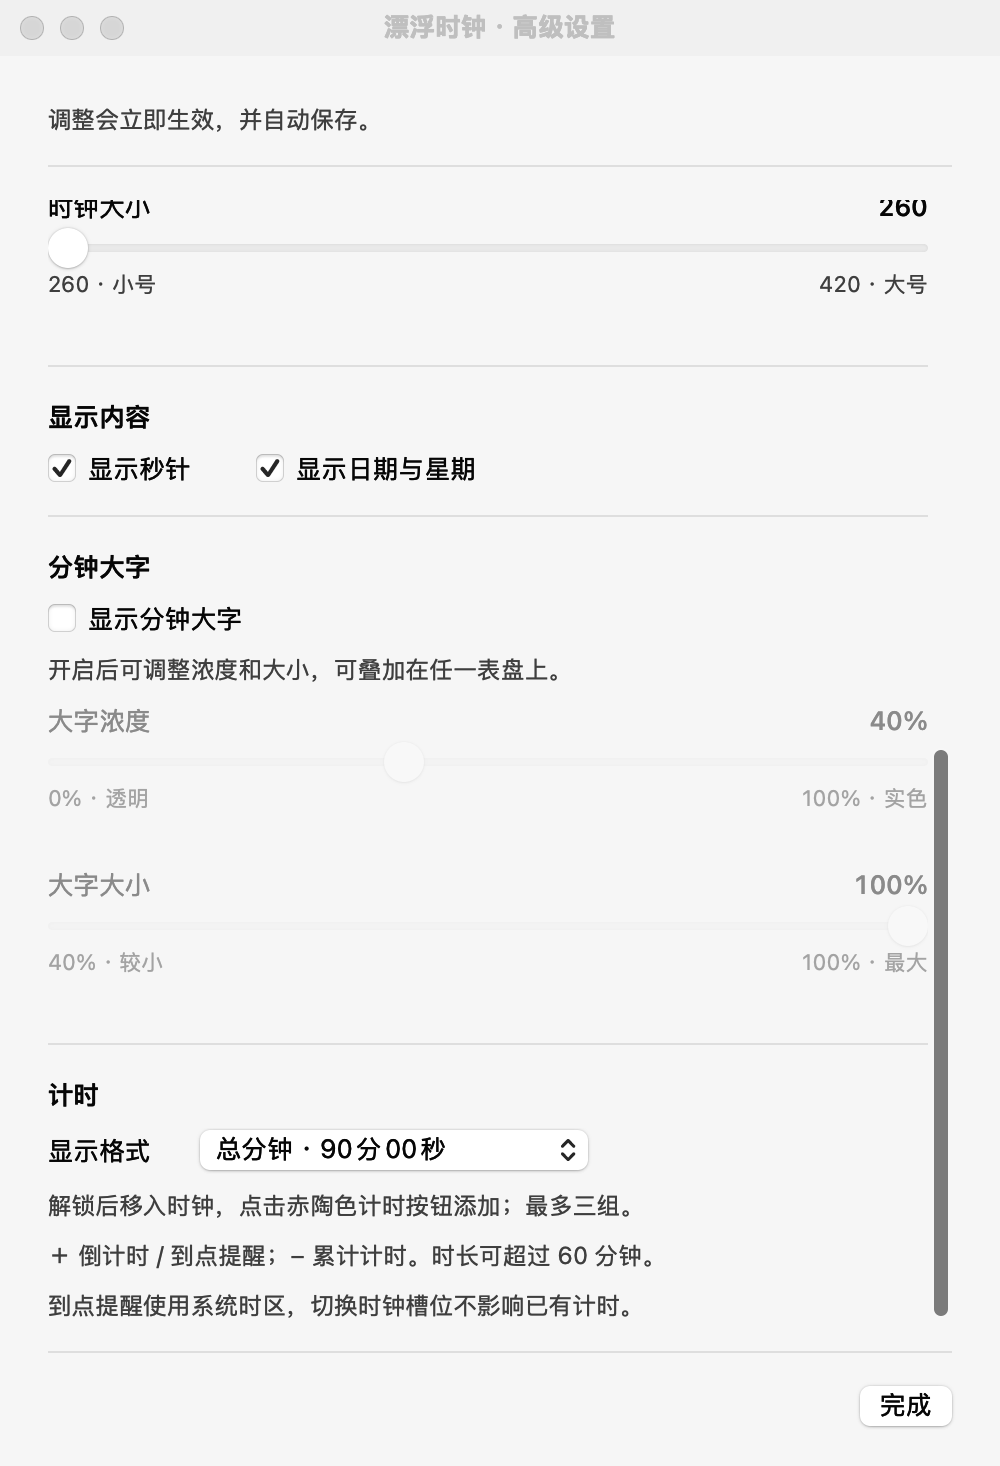 漂浮时钟 · 高级设置
调整会立即生效，并自动保存。
时钟大小 260
260 · 小号 420 · 大号
显示内容
显示秒针 显示日期与星期
分钟大字
显示分钟大字
开启后可调整浓度和大小，可叠加在任一表盘上。
大字浓度 40%
0% · 透明 100% · 实色
大字大小 100%
40% · 较小 100% · 最大
计时
显示格式 总分钟 · 90分00秒
解锁后移入时钟，点击赤陶色计时按钮添加；最多三组。
＋ 倒计时 / 到点提醒；− 累计计时。时长可超过 60 分钟。
到点提醒使用系统时区，切换时钟槽位不影响已有计时。
完成